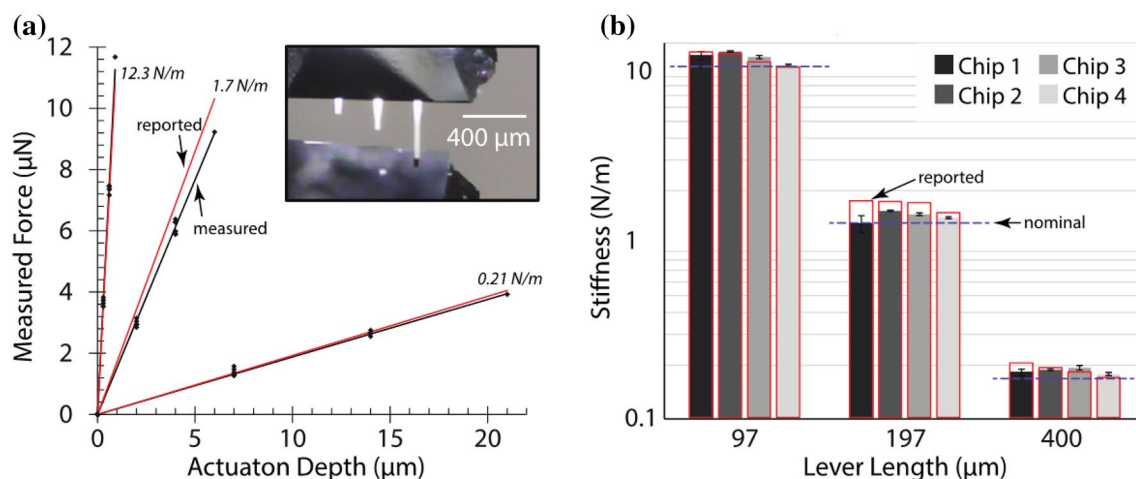 (a)
12
10
8
6
4
2
0
Measured Force (µN)
12.3 N/m
1.7 N/m
reported
measured
0.21 N/m
400 µm
0 5 10 15 20
Actuaton Depth (µm)
(b)
10
1
0.1
Stiffness (N/m)
Chip 1 Chip 3
Chip 2 Chip 4
reported
nominal
97 197 400
Lever Length (µm)